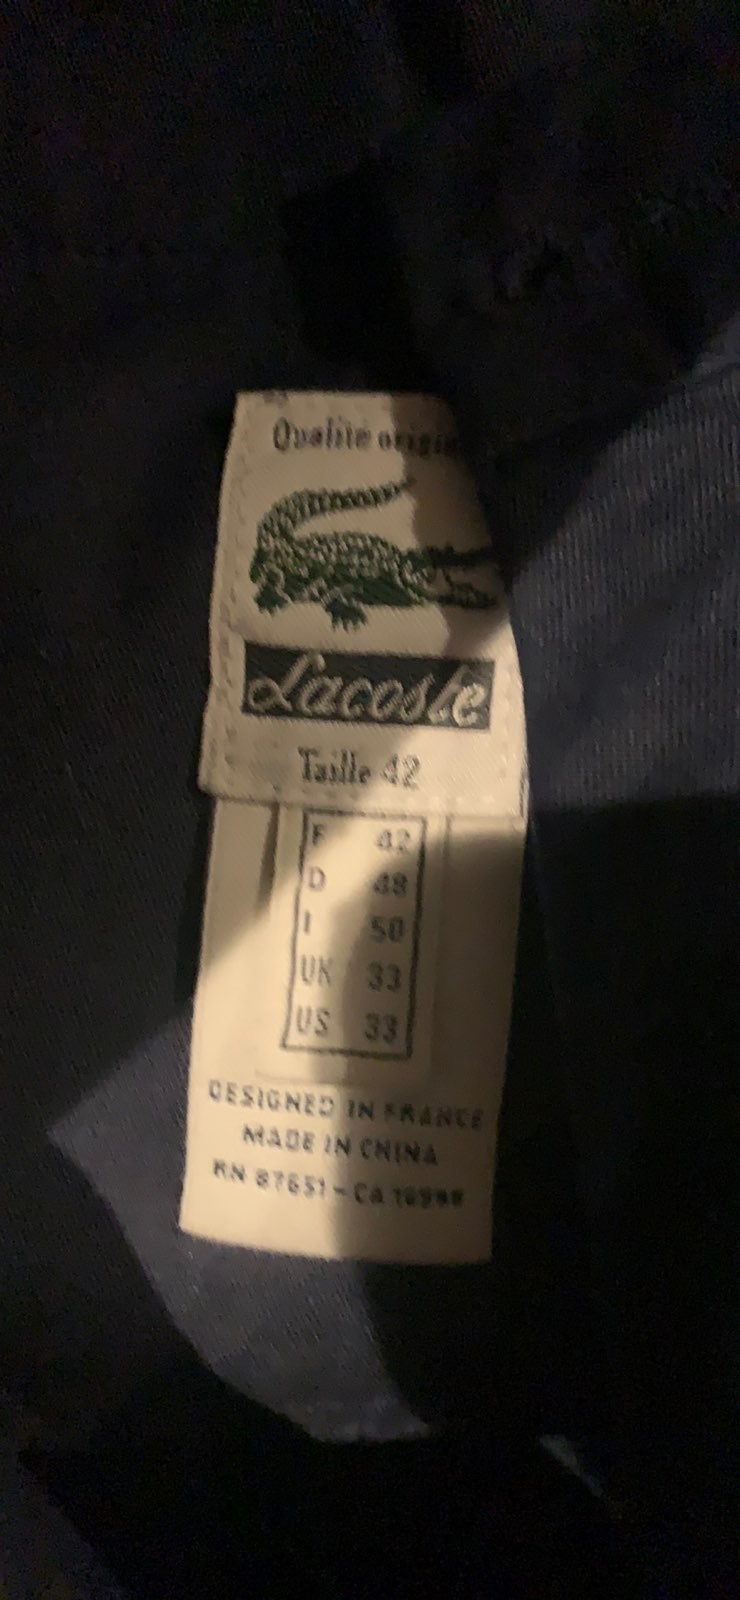 Qualité
Lacoste
Taille 42
F 42
D 48
I 50
UK 33
US 33
DESIGNED IN FRANCE
MADE IN CHINA
RN 87651 - CA